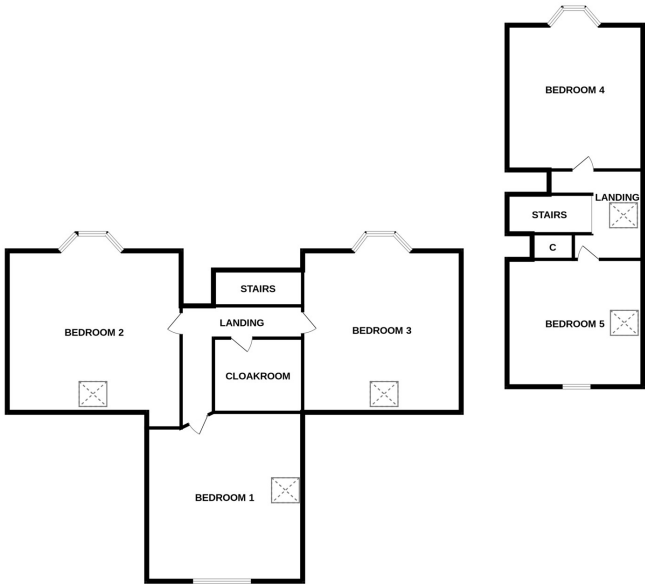 BEDROOM 4
LANDING
STAIRS
C
BEDROOM 5
STAIRS
LANDING
BEDROOM 2
BEDROOM 3
CLOAKROOM
BEDROOM 1